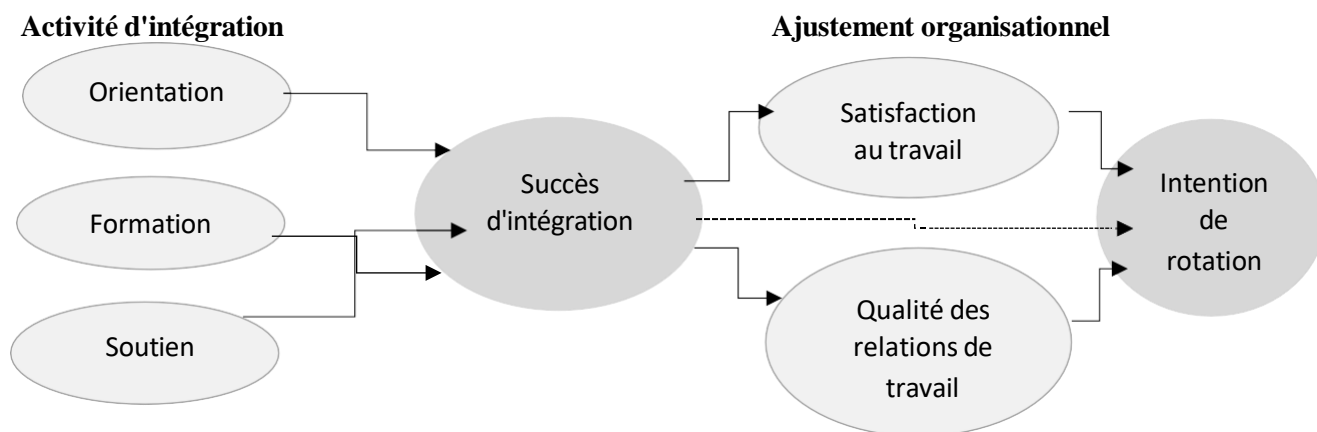 Activité d'intégration
Ajustement organisationnel
Orientation
Formation
Soutien
Succès
d'intégration
Satisfaction
au travail
Qualité des
relations de
travail
Intention
de
rotation